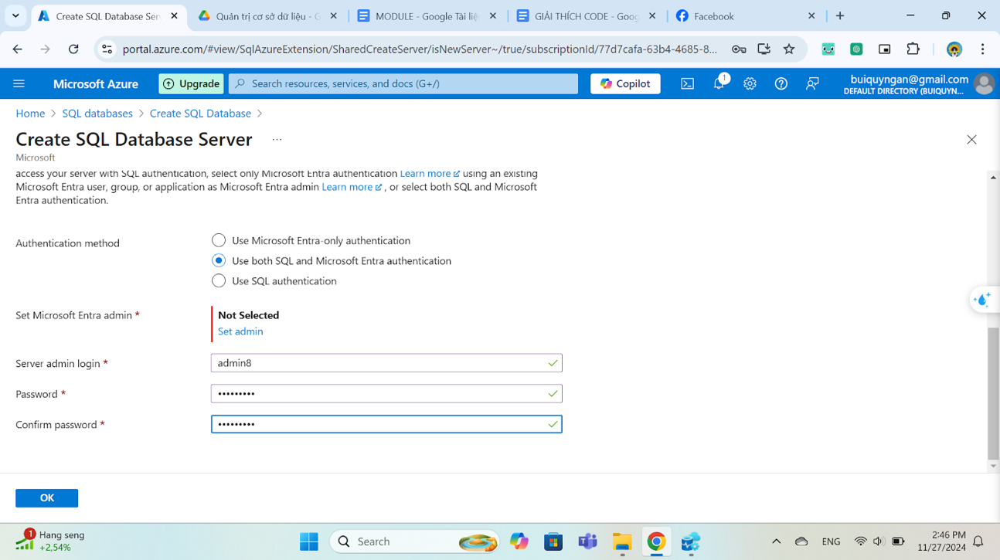 Create SQL Database Ser
Quản trị cơ sở dữ liệu - G
MODULE - Google Tài liệ
GIẢI THÍCH CODE - Goog
Facebook
portal.azure.com/#view/SqlAzureExtension/SharedCreateServer/isNewServer~/true/subscriptionId/77d7cafa-63b4-4685-8...
Microsoft Azure
Upgrade
Search resources, services, and docs (G+/)
Copilot
1
buiquyngan@gmail.com
DEFAULT DIRECTORY (BUIQUYN...
Home > SQL databases > Create SQL Database >
Create SQL Database Server ...
Microsoft
access your server with SQL authentication, select only Microsoft Entra authentication Learn more using an existing
Microsoft Entra user, group, or application as Microsoft Entra admin Learn more , or select both SQL and Microsoft
Entra authentication.
Authentication method
Use Microsoft Entra-only authentication
Use both SQL and Microsoft Entra authentication
Use SQL authentication
Set Microsoft Entra admin *
Not Selected
Set admin
Server admin login *
admin8
Password *
•••••••••
Confirm password *
•••••••••
OK
1
Hang seng
+2,54%
Search
ENG
2:46 PM
11/27/2024